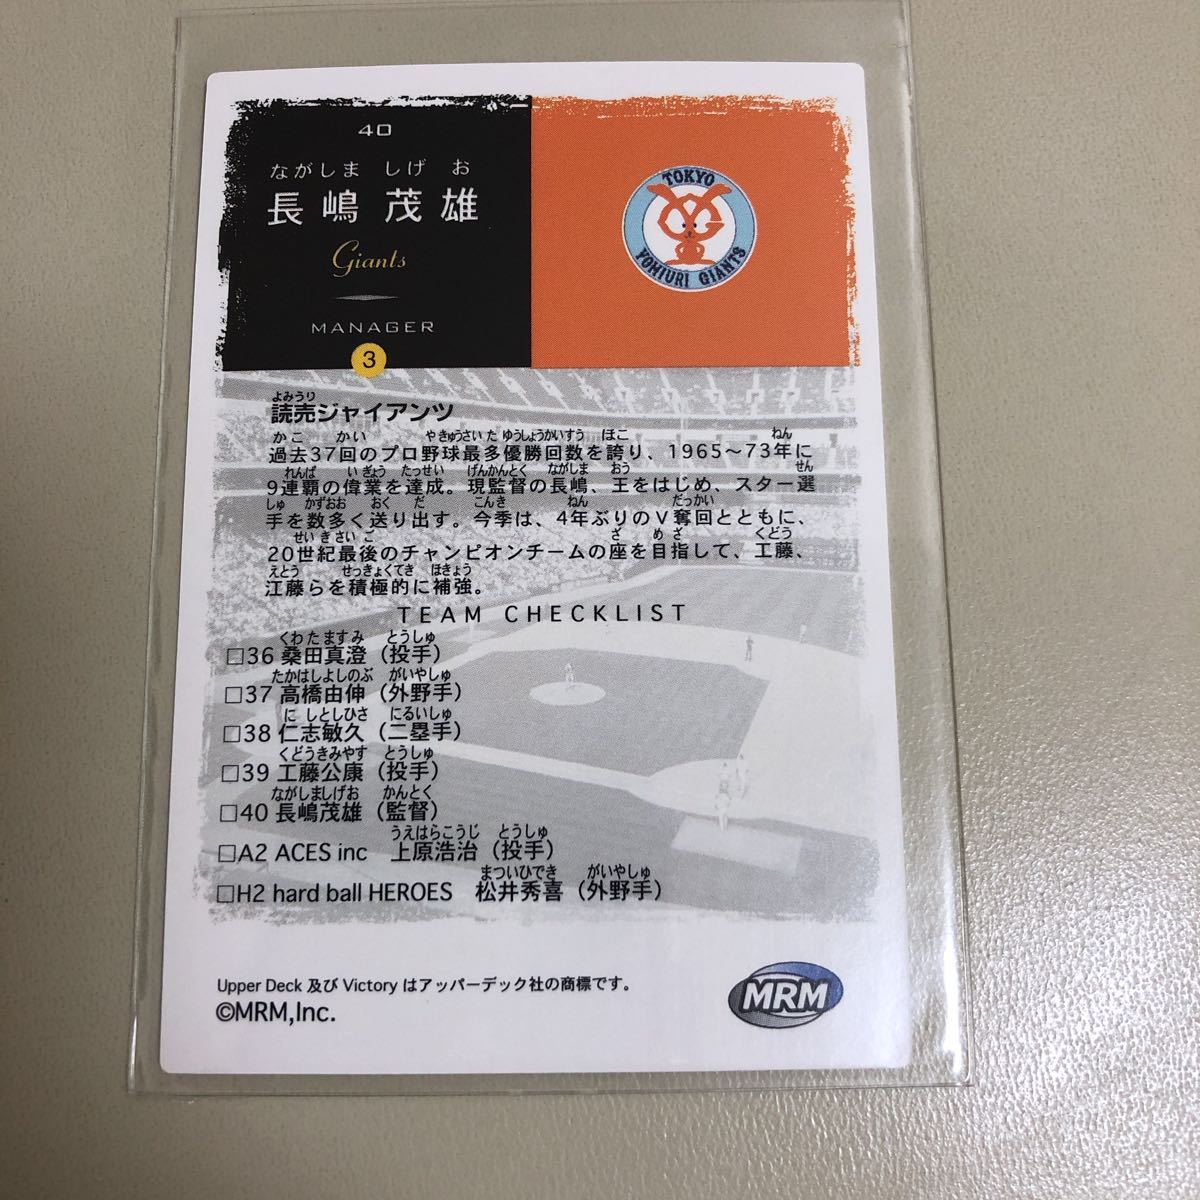 40
ながしま しげ お
長嶋 茂雄
Giants
MANAGER
3
TOKYO
YOMIURI GIANTS
よみうり
読売ジャイアンツ
かこ かい やきゅうさいた ゆうしょうかいすう ほこ ねん
過去37回のプロ野球最多優勝回数を誇り、1965〜73年に
れんぱ いぎょう たっせい げんかんとく ながしま おう せん
9連覇の偉業を達成。現監督の長嶋、王をはじめ、スター選
しゅ かずおお おく だ こんき ねん だっかい
手を数多く送り出す。今季は、4年ぶりのV奪回とともに、
せいきさいご ざ めざ くどう
20世紀最後のチャンピオンチームの座を目指して、工藤、
えとう せっきょくてき ほきょう
江藤らを積極的に補強。
TEAM CHECKLIST
くわたますみ とうしゅ
□36 桑田真澄（投手）
たかはしよしのぶ がいやしゅ
□37 高橋由伸（外野手）
にしとしひさ にるいしゅ
□38 仁志敏久（二塁手）
くどうきみやす とうしゅ
□39 工藤公康（投手）
ながしましげお かんとく
□40 長嶋茂雄（監督）
うえはらこうじ とうしゅ
□A2 ACES inc 上原浩治（投手）
まついひでき がいやしゅ
□H2 hard ball HEROES 松井秀喜（外野手）
Upper Deck 及び Victory はアッパーデック社の商標です。
©MRM,Inc.
MRM